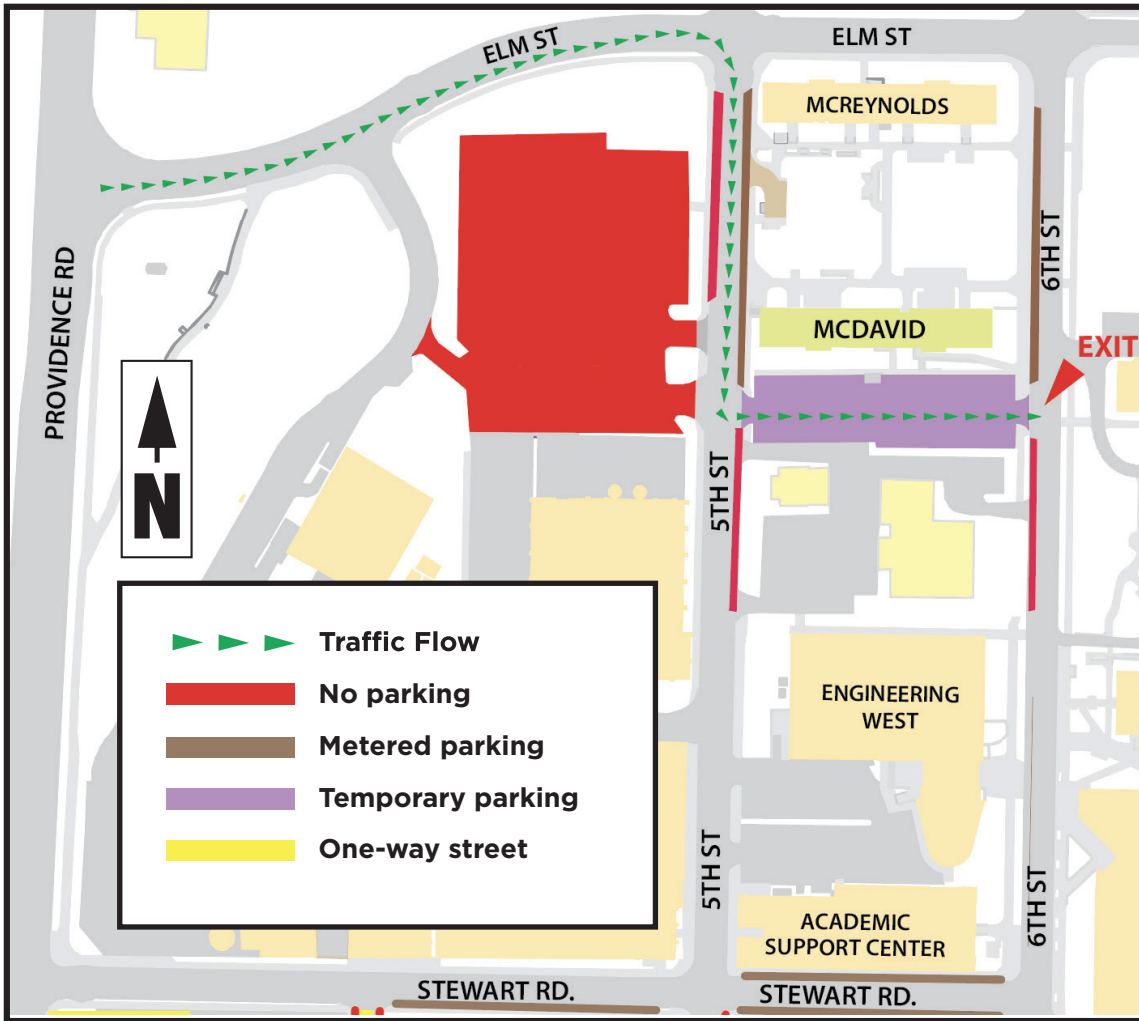 ELM ST
ELM ST
MCREYNOLDS
PROVIDENCE RD
6TH ST
MCDAVID
EXIT
N
5TH ST
Traffic Flow
No parking
Metered parking
Temporary parking
One-way street
ENGINEERING
WEST
5TH ST
6TH ST
ACADEMIC
SUPPORT CENTER
STEWART RD.
STEWART RD.